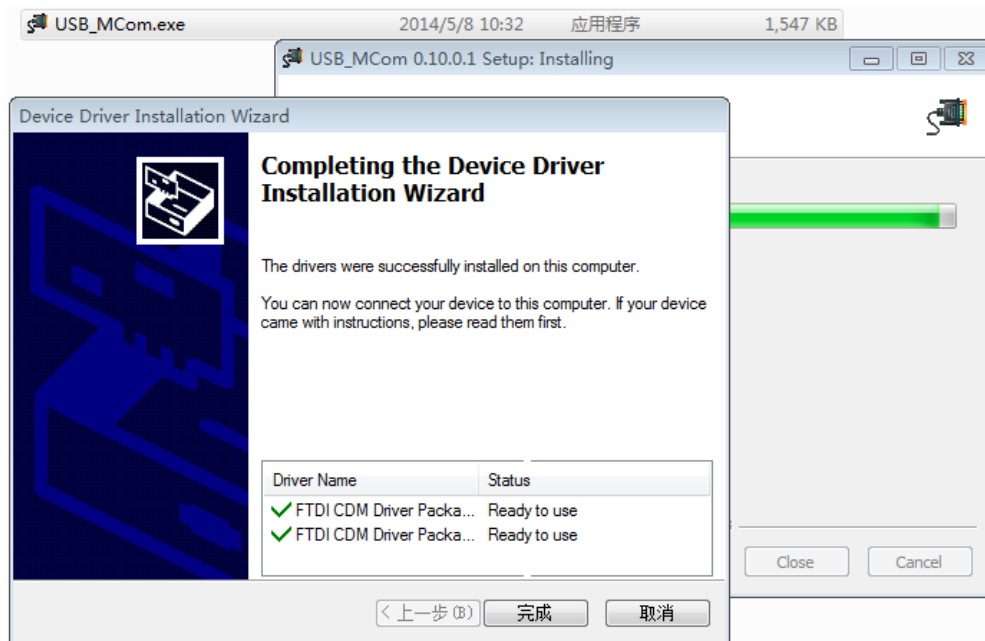 USB_MCom.exe 2014/5/8 10:32 应用程序 1,547 KB
USB_MCom 0.10.0.1 Setup: Installing
Device Driver Installation Wizard
Completing the Device Driver
Installation Wizard
The drivers were successfully installed on this computer.
You can now connect your device to this computer. If your device
came with instructions, please read them first.
Driver Name Status
FTDI CDM Driver Packa... Ready to use
FTDI CDM Driver Packa... Ready to use
Close Cancel
< 上一步(B) 完成 取消